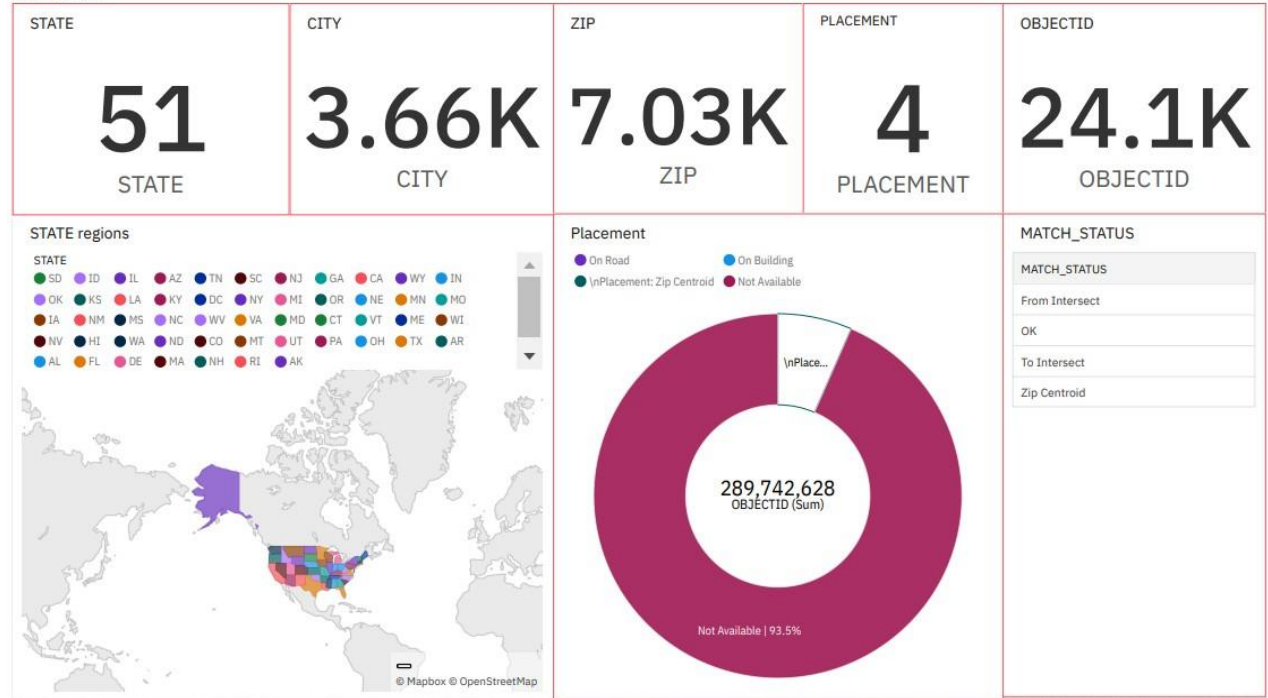 STATE
51
STATE
CITY
3.66K
CITY
ZIP
7.03K
ZIP
PLACEMENT
4
PLACEMENT
OBJECTID
24.1K
OBJECTID
STATE regions
STATE
SD ID IL AZ TN SC NJ GA CA WY IN
OK KS LA KY DC NY MI OR NE MN MO
IA NM MS NC WV VA MD CT VT ME WI
NV HI WA ND CO MT UT PA OH TX AR
AL FL DE MA NH RI AK
© Mapbox © OpenStreetMap
Placement
On Road On Building
\nPlacement: Zip Centroid Not Available
\nPlace...
289,742,628
OBJECTID (Sum)
Not Available | 93.5%
MATCH_STATUS
MATCH_STATUS
From Intersect
OK
To Intersect
Zip Centroid